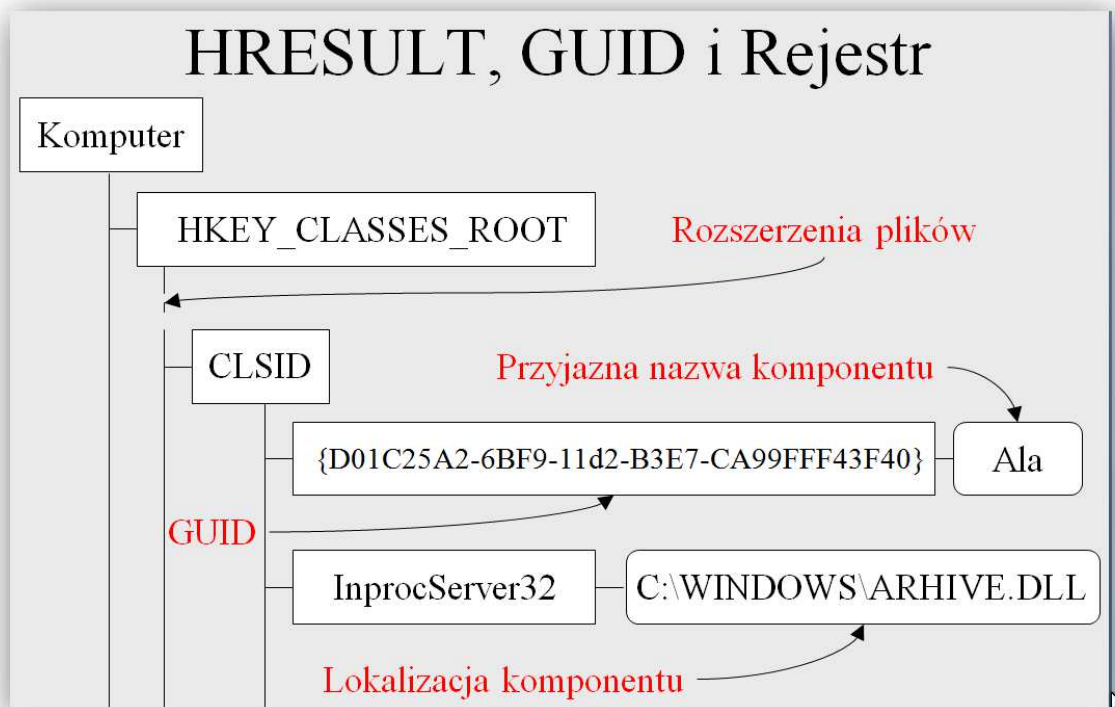 HRESULT, GUID i Rejestr
Komputer
HKEY_CLASSES_ROOT
Rozszerzenia plików
CLSID
Przyjazna nazwa komponentu
{D01C25A2-6BF9-11d2-B3E7-CA99FFF43F40}
Ala
GUID
InprocServer32
C:\WINDOWS\ARHIVE.DLL
Lokalizacja komponentu